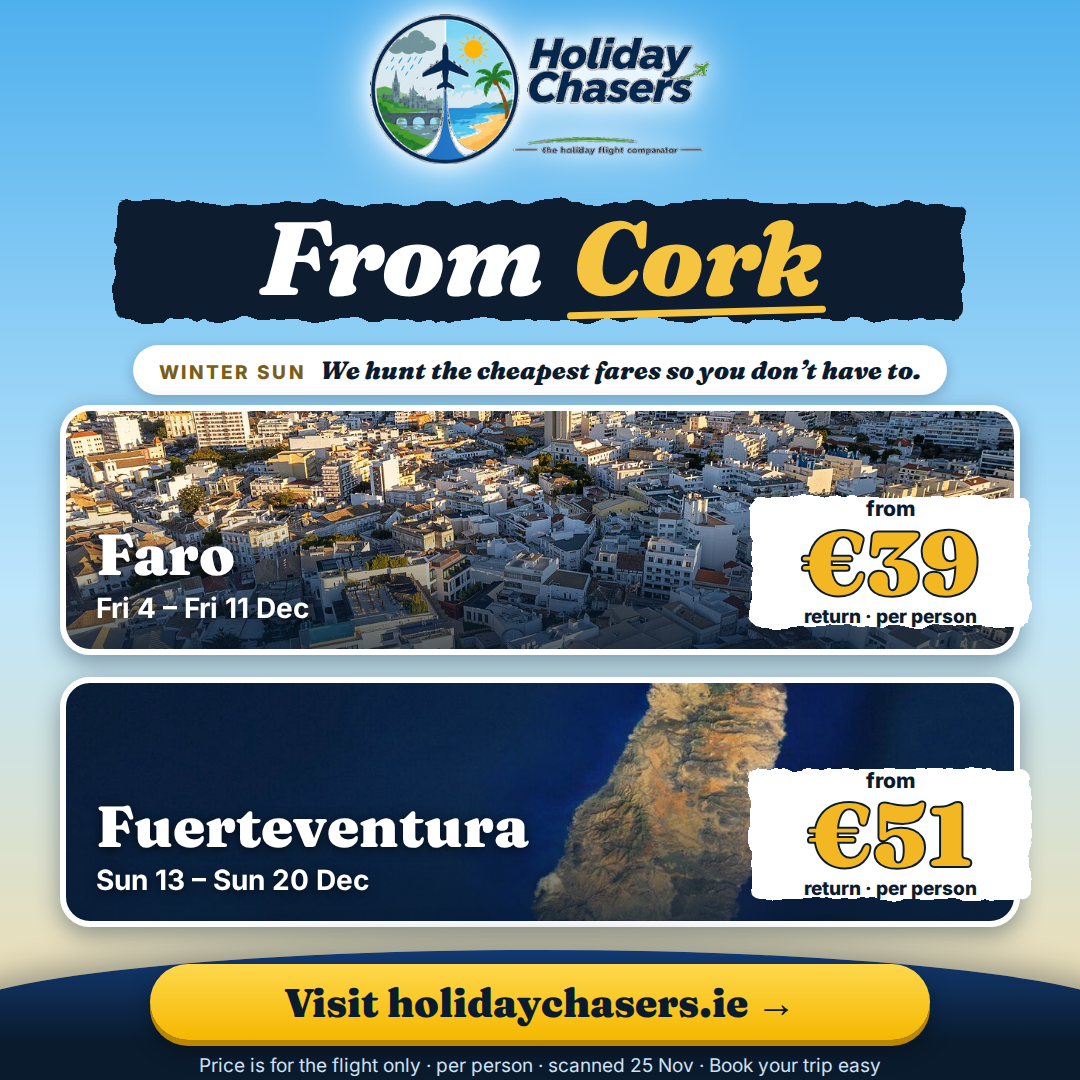 Holiday
Chasers
the holiday flight comparator
From Cork
WINTER SUN We hunt the cheapest fares so you don’t have to.
Faro
Fri 4 – Fri 11 Dec
from
€39
return · per person
Fuerteventura
Sun 13 – Sun 20 Dec
from
€51
return · per person
Visit holidaychasers.ie →
Price is for the flight only · per person · scanned 25 Nov · Book your trip easy